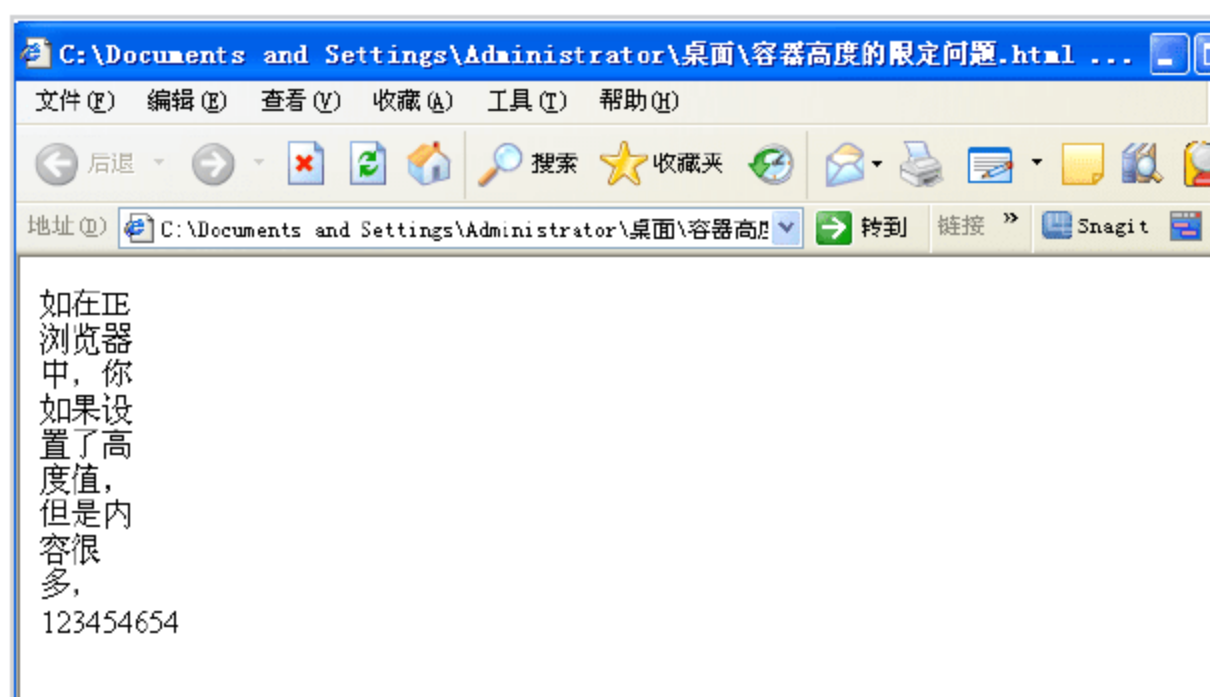 C:\Documents and Settings\Administrator\桌面\容器高度的限定问题.html ...
文件(F) 编辑(E) 查看(V) 收藏(A) 工具(T) 帮助(H)
后退 搜索 收藏夹
地址(D) C:\Documents and Settings\Administrator\桌面\容器高度 转到 链接 » Snagit
如在IE
浏览器
中，你
如果设
置了高
度值，
但是内
容很
多，
123454654